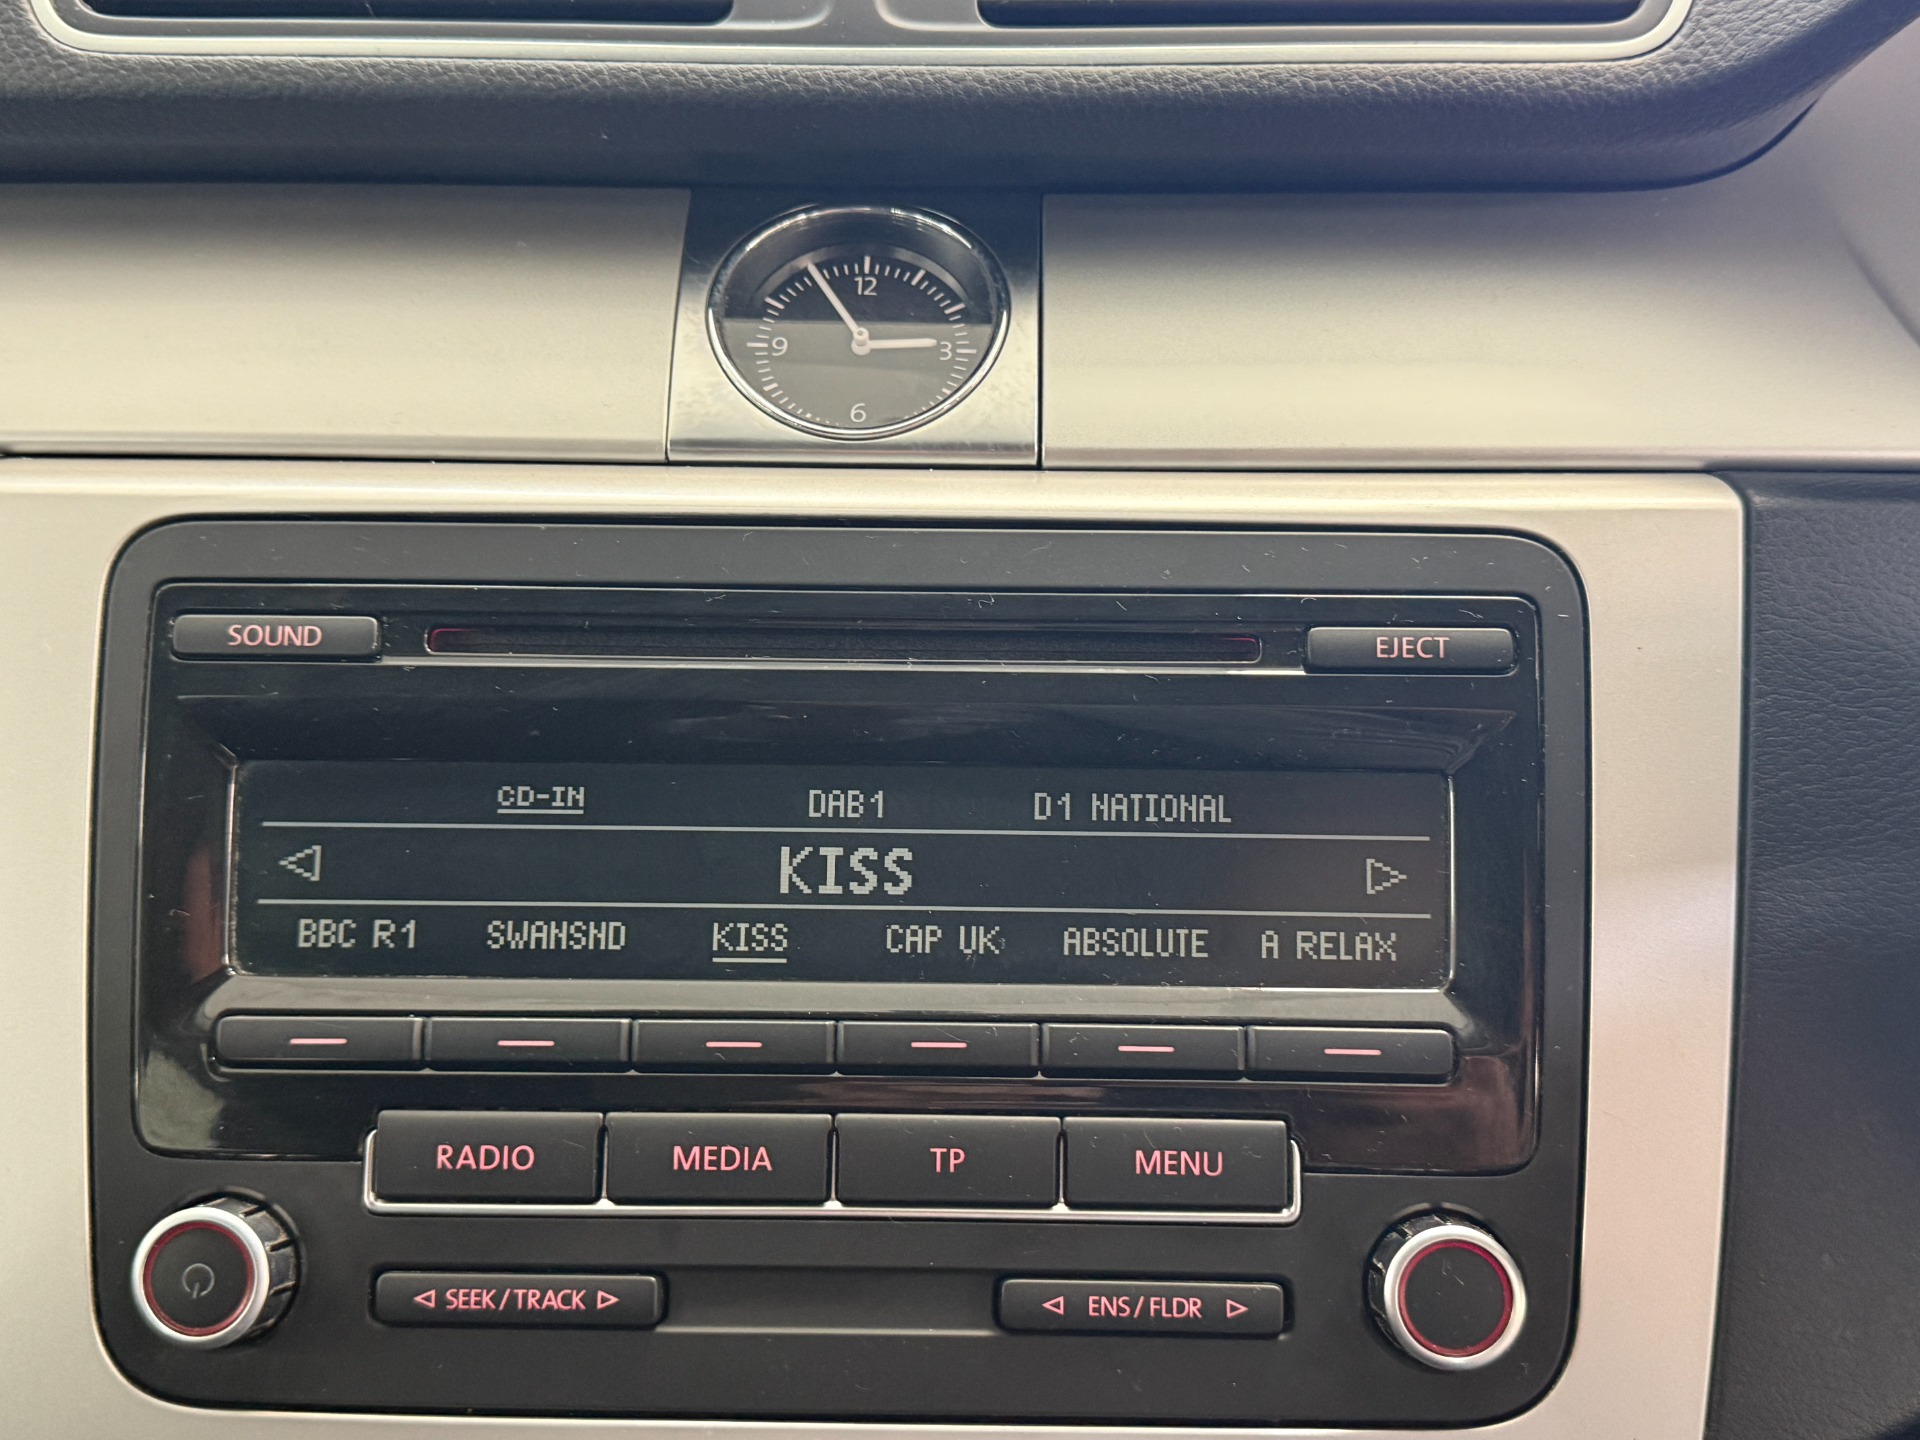 12
9
3
6
SOUND
EJECT
CD-IN DAB1 D1 NATIONAL
KISS
BBC R1 SWANSND KISS CAP UK ABSOLUTE A RELAX
RADIO MEDIA TP MENU
SEEK/TRACK
ENS/FLDR